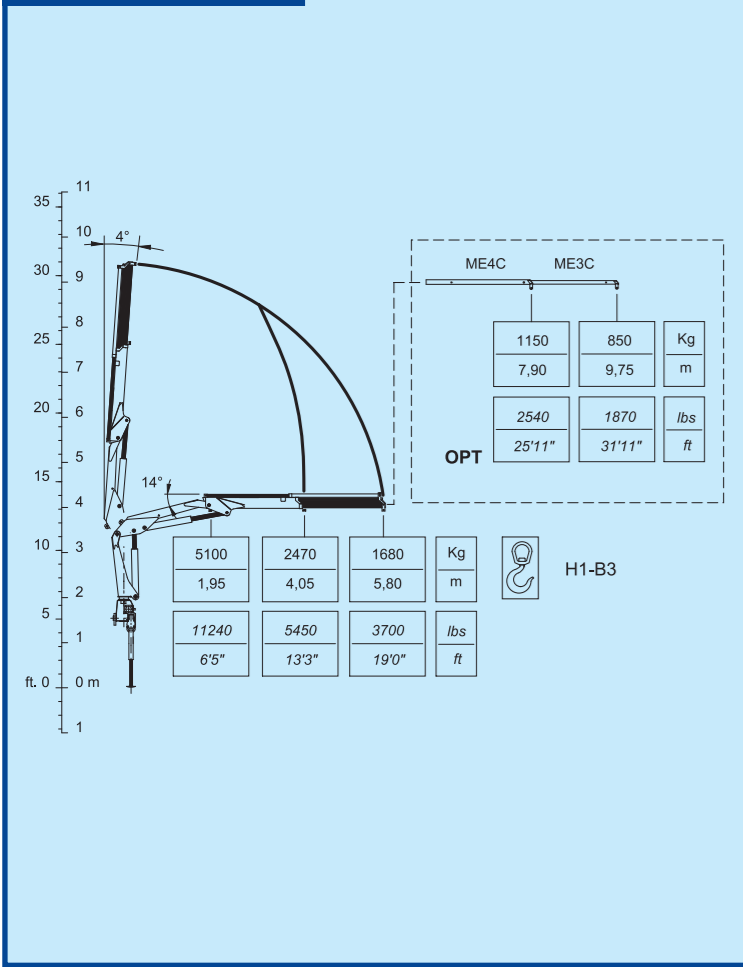 11
35
10
4°
30
9
8
25
7
20
6
5
15
4
14°
10
3
2
5
1
ft. 0
0 m
1
ME4C ME3C
1150 850 Kg
7,90 9,75 m
2540 1870 lbs
25'11" 31'11" ft
OPT
5100 2470 1680 Kg
1,95 4,05 5,80 m
11240 5450 3700 lbs
6'5" 13'3" 19'0" ft
H1-B3